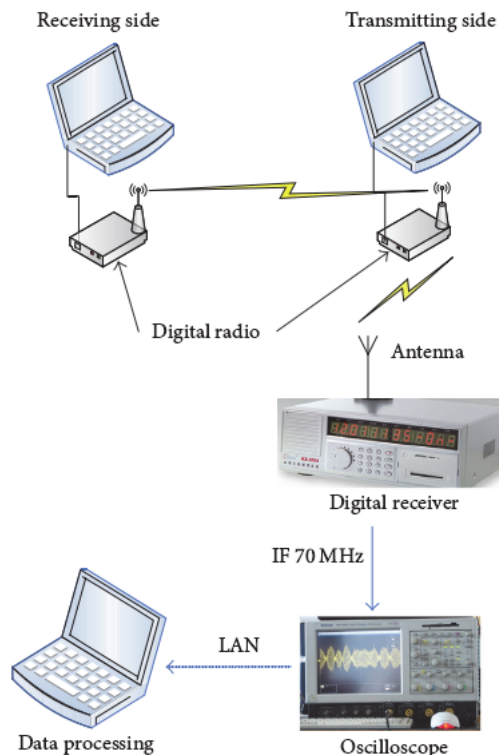 Receiving side
Transmitting side
Digital radio
Antenna
Digital receiver
IF 70 MHz
LAN
Data processing
Oscilloscope